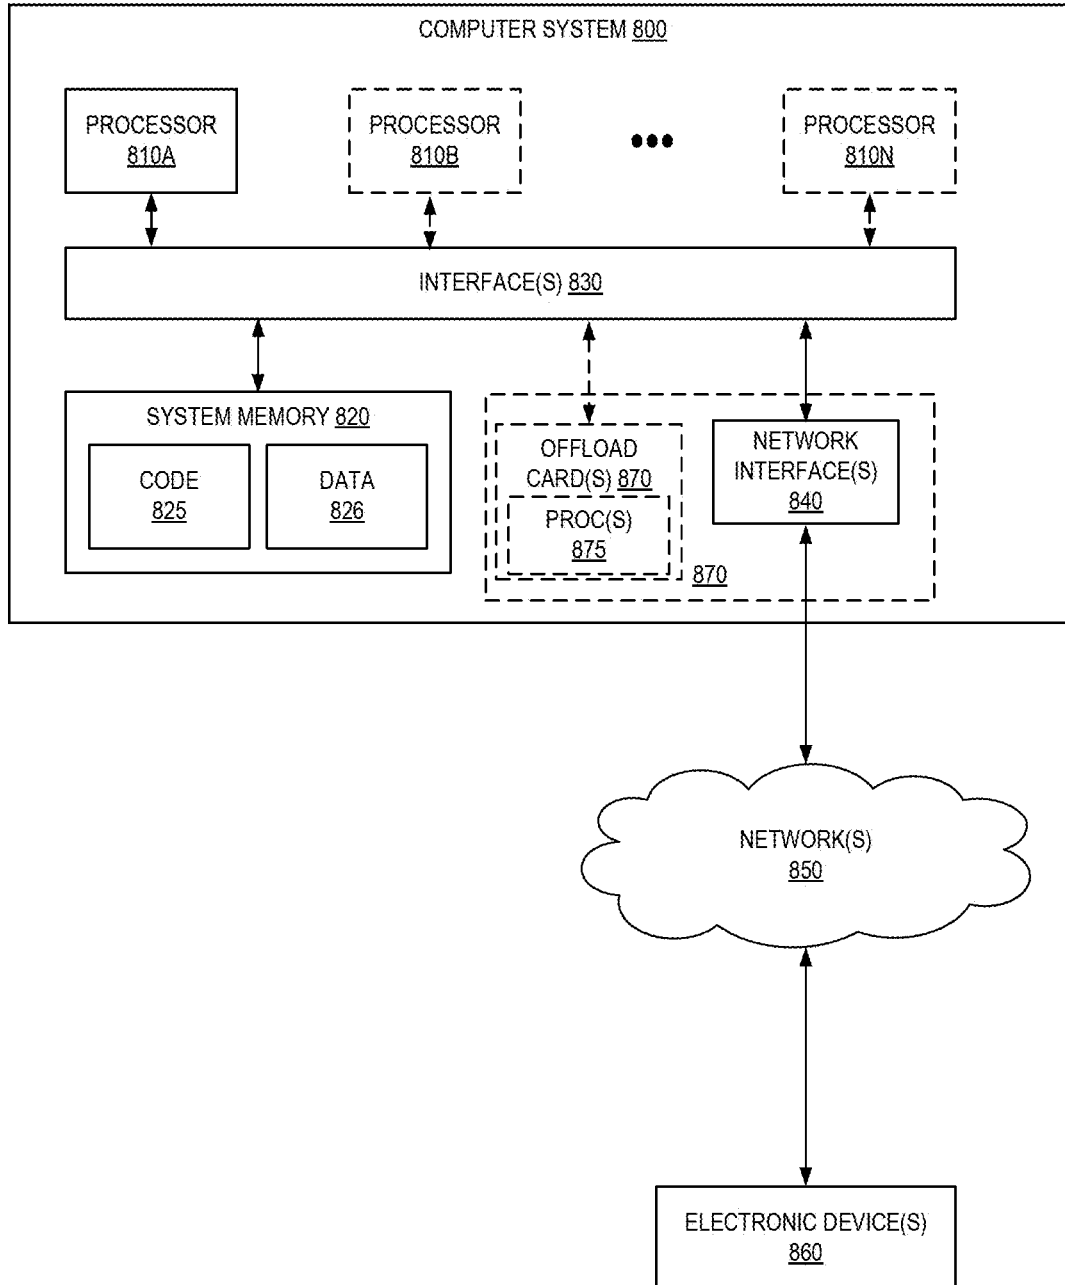 COMPUTER SYSTEM 800
PROCESSOR
810A
PROCESSOR
810B
PROCESSOR
810N
INTERFACE(S) 830
SYSTEM MEMORY 820
CODE
825
DATA
826
OFFLOAD
CARD(S) 870
PROC(S)
875
870
NETWORK
INTERFACE(S)
840
NETWORK(S)
850
ELECTRONIC DEVICE(S)
860